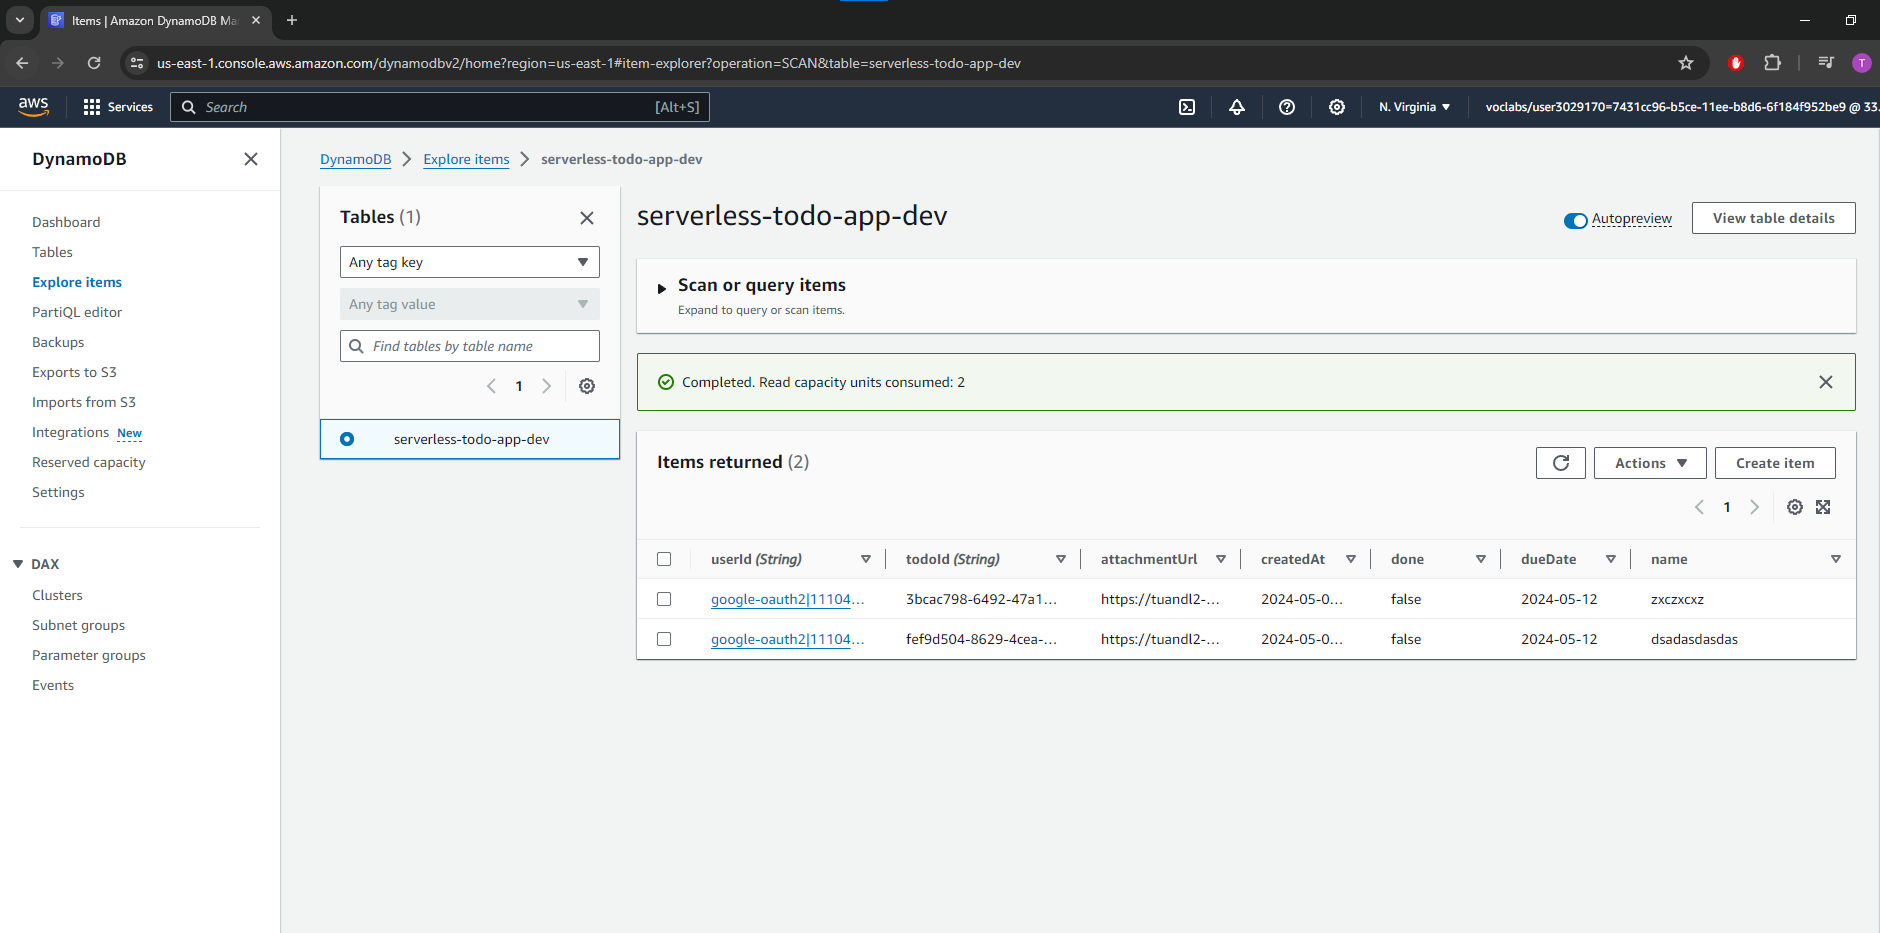 Items | Amazon DynamoDB Ma
us-east-1.console.aws.amazon.com/dynamodbv2/home?region=us-east-1#item-explorer?operation=SCAN&table=serverless-todo-app-dev
T
aws
Services
Search
[Alt+S]
N. Virginia
voclabs/user3029170=7431cc96-b5ce-11ee-b8d6-6f184f952be9 @ 33.
DynamoDB
Dashboard
Tables
Explore items
PartiQL editor
Backups
Exports to S3
Imports from S3
Integrations New
Reserved capacity
Settings
DAX
Clusters
Subnet groups
Parameter groups
Events
DynamoDB
Explore items
serverless-todo-app-dev
Tables (1)
Any tag key
Any tag value
Find tables by table name
1
serverless-todo-app-dev
serverless-todo-app-dev
Autopreview
View table details
Scan or query items
Expand to query or scan items.
Completed. Read capacity units consumed: 2
Items returned (2)
Actions
Create item
1
userId (String) todoId (String) attachmentUrl createdAt done dueDate name
google-oauth2|11104... 3bcac798-6492-47a1... https://tuandl2-... 2024-05-0... false 2024-05-12 zxczxcxz
google-oauth2|11104... fef9d504-8629-4cea-... https://tuandl2-... 2024-05-0... false 2024-05-12 dsadasdasdas